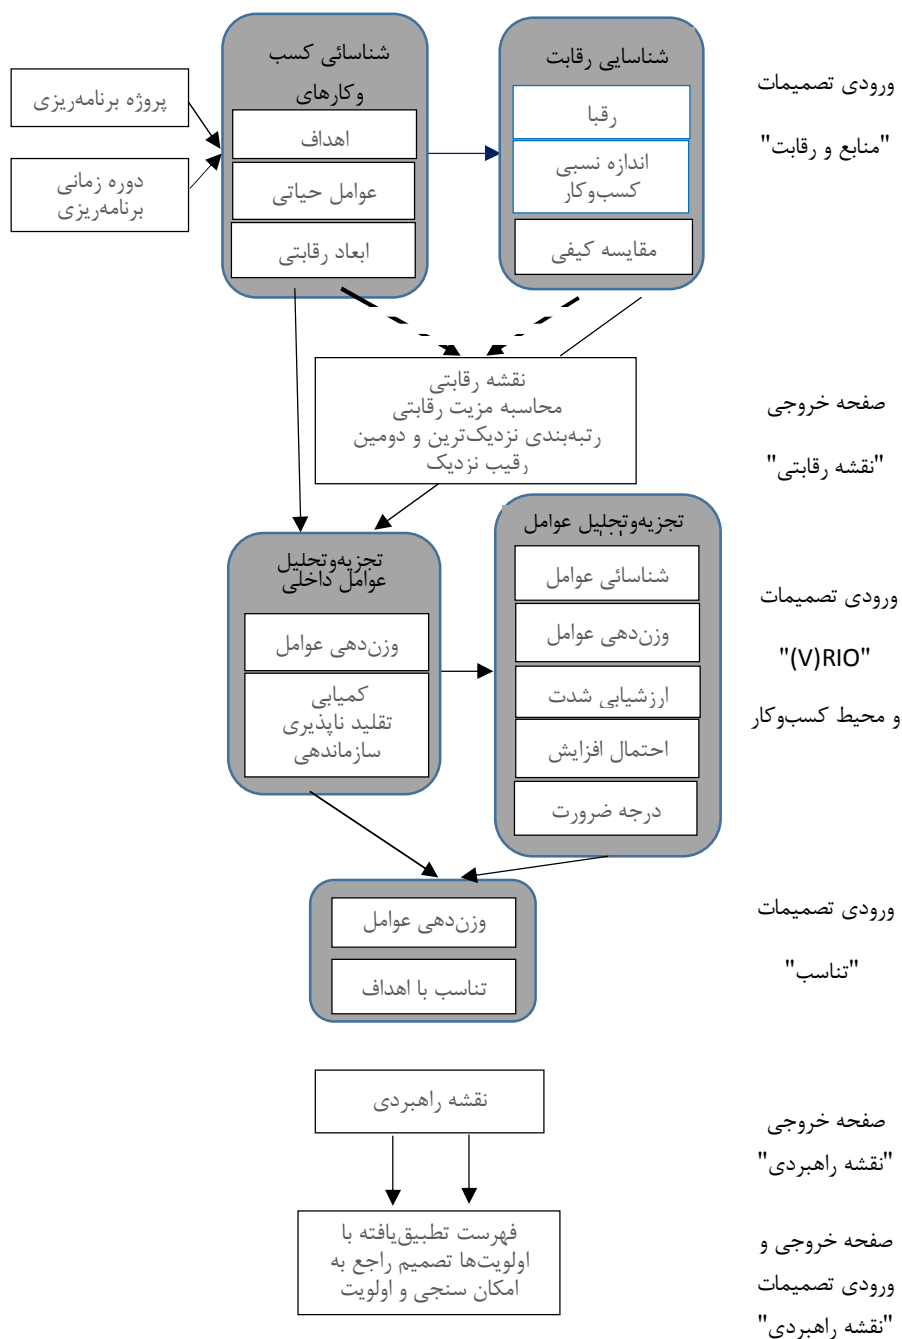 شناسائی کسب
وکارهای
اهداف
عوامل حیاتی
ابعاد رقابتی
شناسایی رقابت
رقبا
اندازه نسبی
کسب‌وکار
مقایسه کیفی
پروژه برنامه‌ریزی
دوره زمانی
برنامه‌ریزی
ورودی تصمیمات
"منابع و رقابت"
نقشه رقابتی
محاسبه مزیت رقابتی
رتبه‌بندی نزدیک‌ترین و دومین
رقیب نزدیک
صفحه خروجی
"نقشه رقابتی"
تجزیه‌وتحلیل
عوامل داخلی
وزن‌دهی عوامل
کمیابی
تقلید ناپذیری
سازماندهی
تجزیه‌وتحلیل عوامل
شناسائی عوامل
وزن‌دهی عوامل
ارزشیابی شدت
احتمال افزایش
درجه ضرورت
ورودی تصمیمات
"(V)RIO"
و محیط کسب‌وکار
وزن‌دهی عوامل
تناسب با اهداف
ورودی تصمیمات
"تناسب"
نقشه راهبردی
صفحه خروجی
"نقشه راهبردی"
فهرست تطبیق‌یافته با
اولویت‌ها تصمیم راجع به
امکان سنجی و اولویت
صفحه خروجی و
ورودی تصمیمات
"نقشه راهبردی"